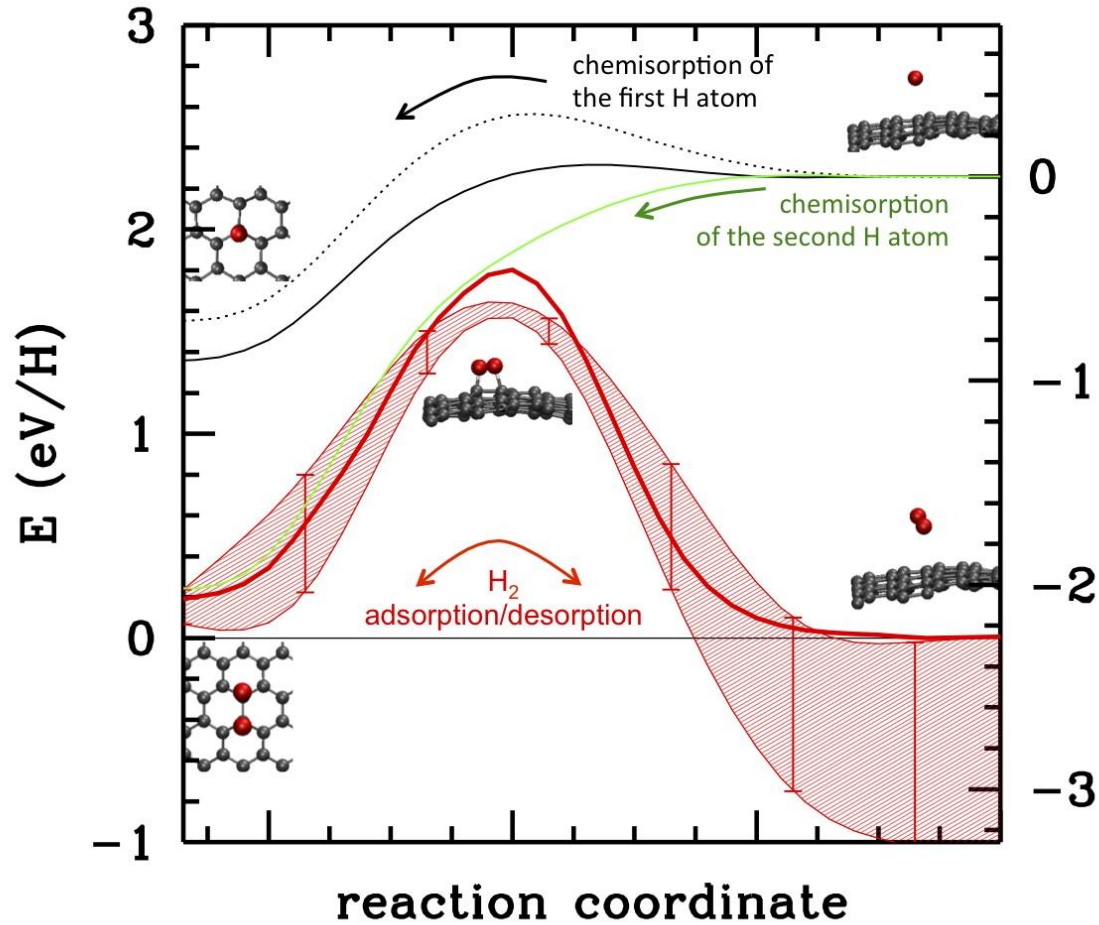 3
chemisorption of
the first H atom
0
2
chemisorption
of the second H atom
E (eV/H)
−1
1
H2
adsorption/desorption
−2
0
−3
−1
reaction coordinate